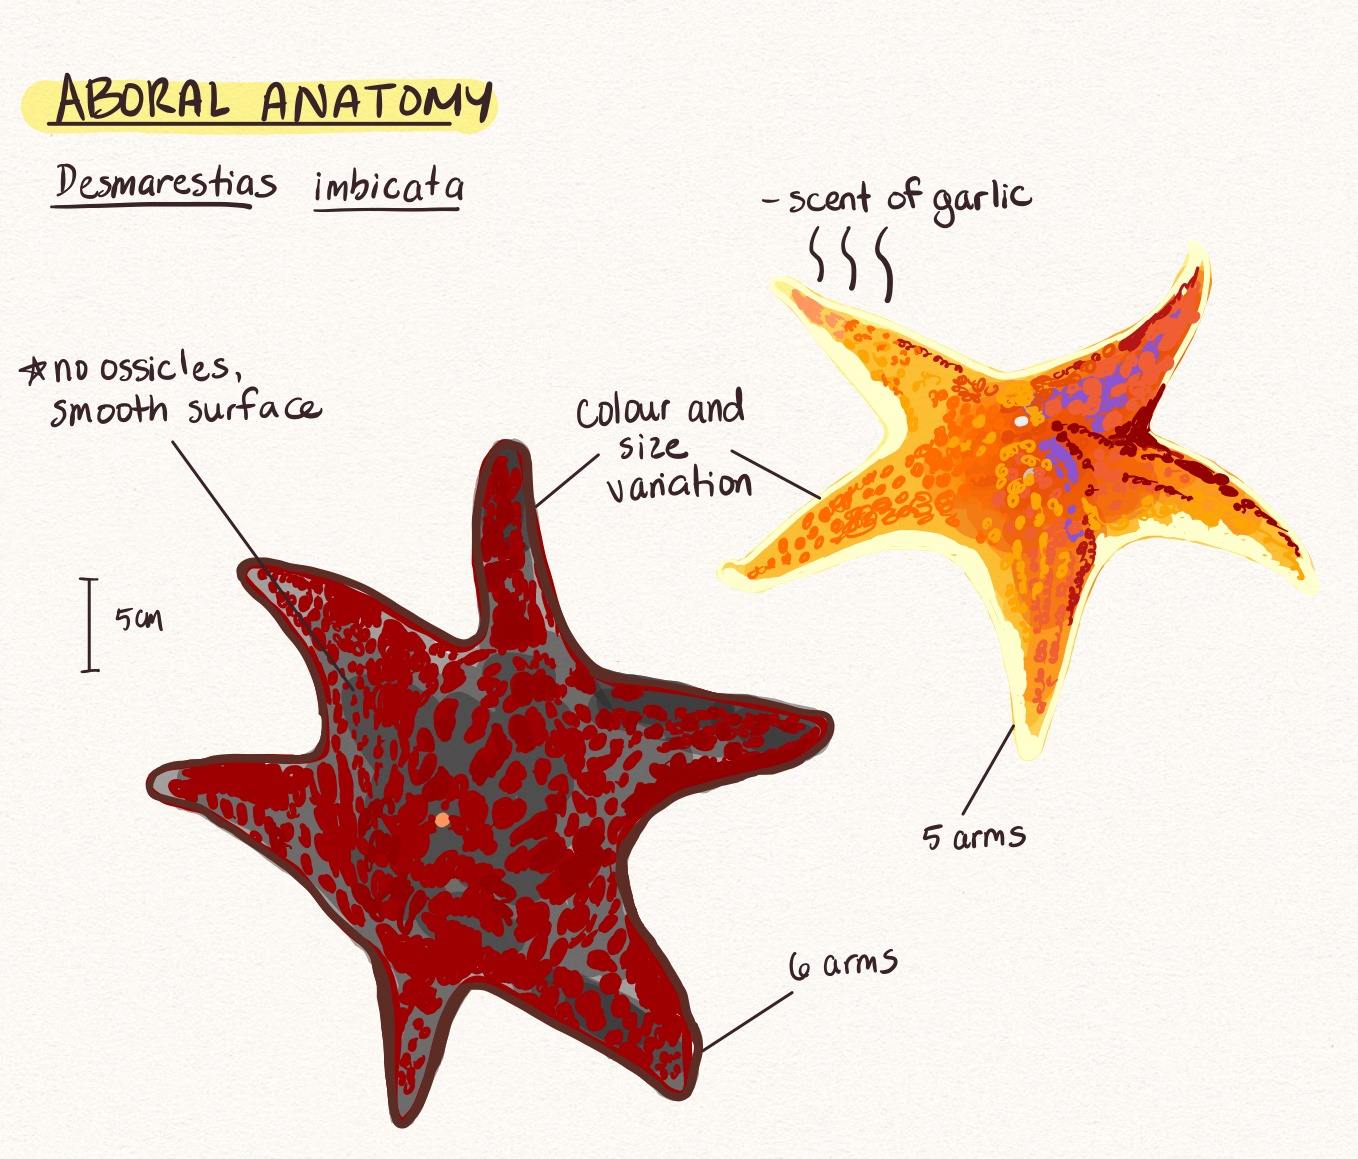 ABORAL ANATOMY
Desmarestias imbicata
- scent of garlic
☆no ossicles,
smooth surface
Colour and
size
variation
5cm
5 arms
6 arms